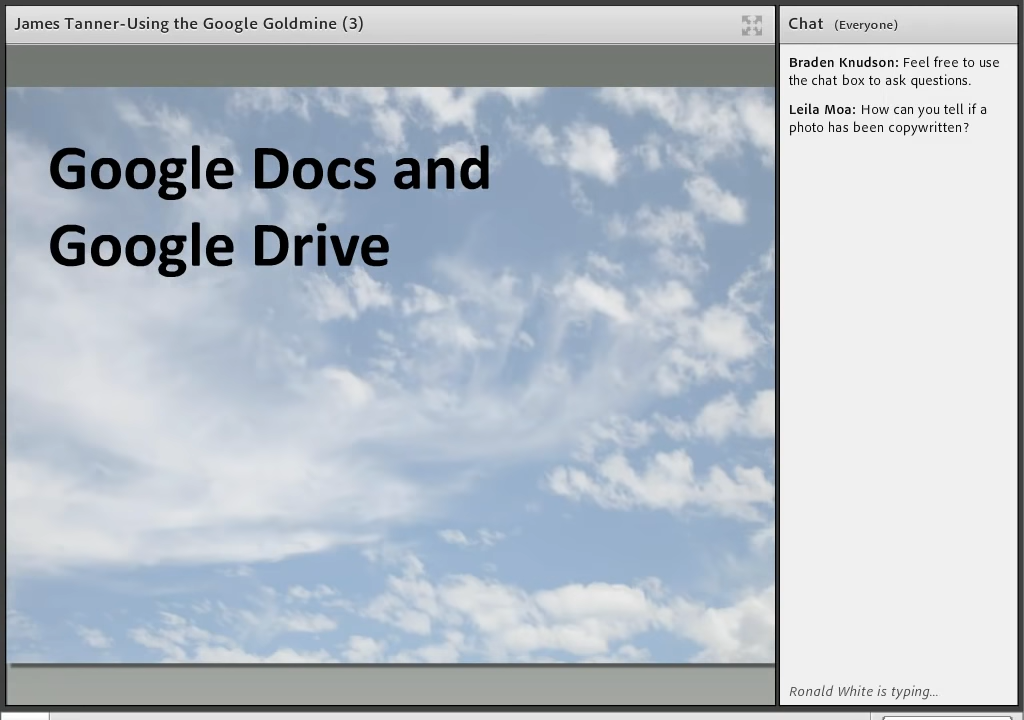 James Tanner-Using the Google Goldmine (3)
Google Docs and
Google Drive
Chat (Everyone)
Braden Knudson: Feel free to use
the chat box to ask questions.
Leila Moa: How can you tell if a
photo has been copywritten?
Ronald White is typing...